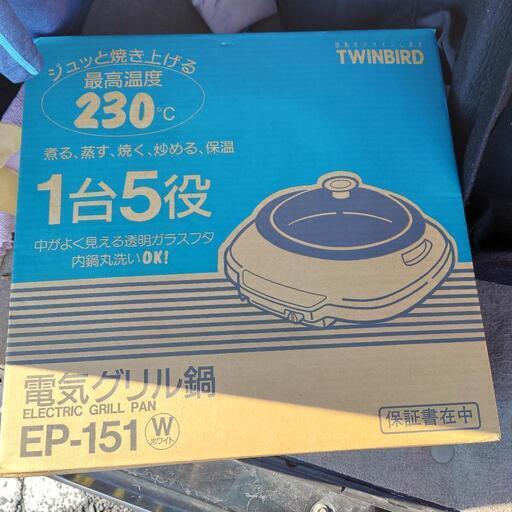 ジュッと焼き上げる
最高温度
230℃
TWINBIRD
煮る、蒸す、焼く、炒める、保温
1台5役
中がよく見える透明ガラスフタ
内鍋丸洗いOK!
電気グリル鍋
ELECTRIC GRILL PAN
EP-151 W ホワイト
保証書在中